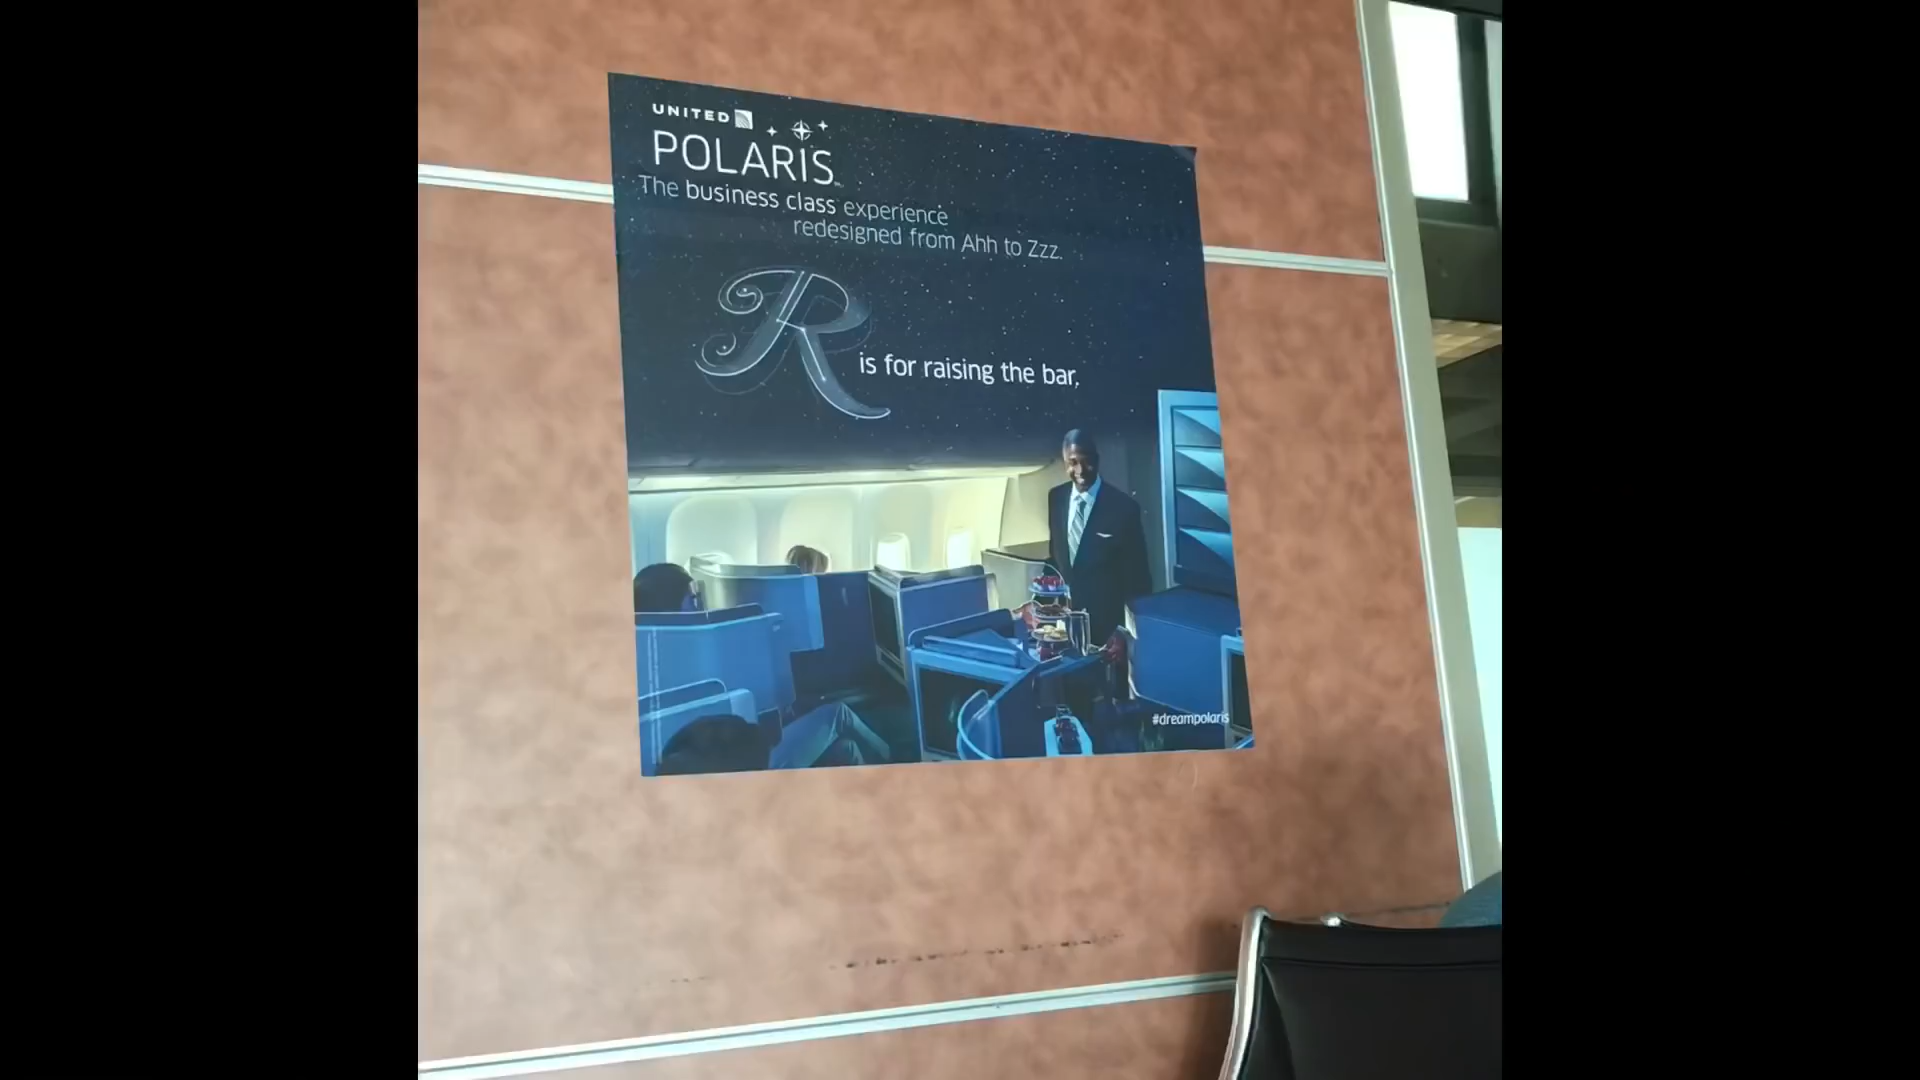 UNITED
POLARIS
The business class experience
redesigned from Ahh to Zzz.
R is for raising the bar,
#dreampolaris